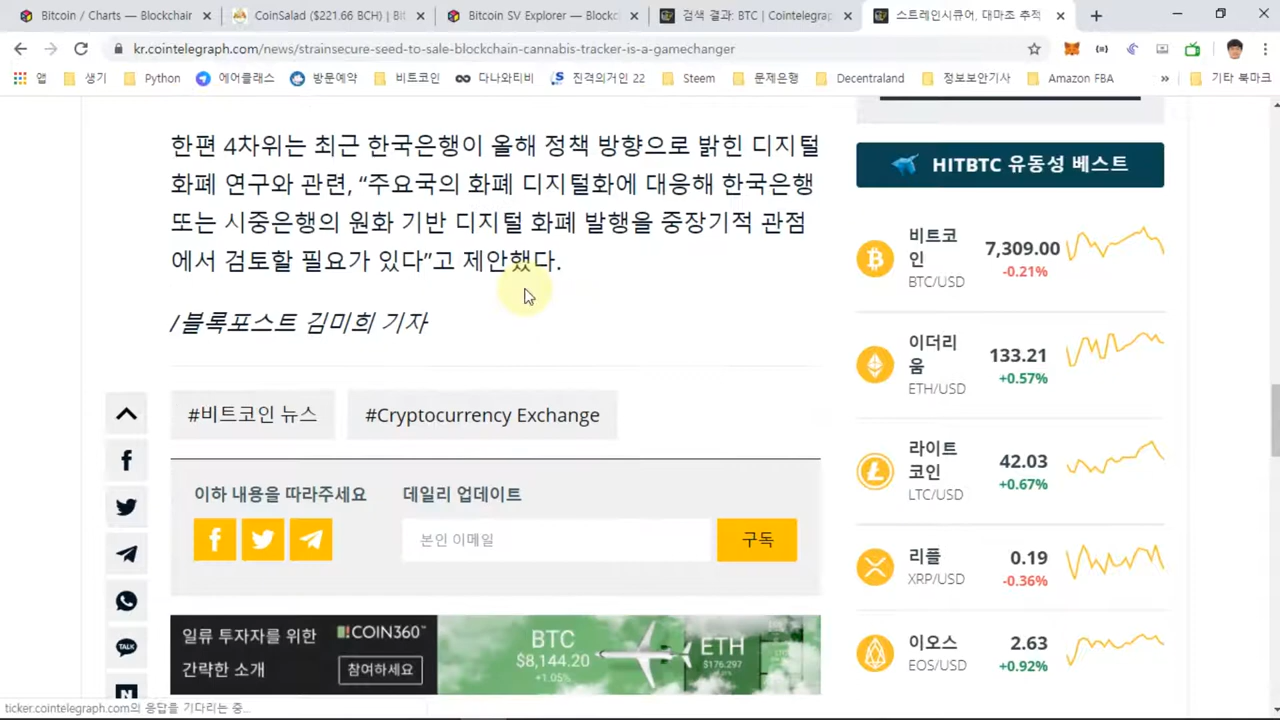 Bitcoin / Charts — Blockchain
CoinSalad ($221.66 BCH) | Bit
Bitcoin SV Explorer — Blockc
검색 결과: BTC | Cointelegraph
스트레인시큐어, 대마초 추적
kr.cointelegraph.com/news/strainsecure-seed-to-sale-blockchain-cannabis-tracker-is-a-gamechanger
앱
생기
Python
에어클래스
방문예약
비트코인
다나와티비
진격의거인 22
Steem
문제은행
Decentraland
정보보안기사
Amazon FBA
»
기타 북마크
한편 4차위는 최근 한국은행이 올해 정책 방향으로 밝힌 디지털
화폐 연구와 관련, “주요국의 화폐 디지털화에 대응해 한국은행
또는 시중은행의 원화 기반 디지털 화폐 발행을 중장기적 관점
에서 검토할 필요가 있다”고 제안했다.
/블록포스트 김미희 기자
#비트코인 뉴스
#Cryptocurrency Exchange
이하 내용을 따라주세요
데일리 업데이트
본인 이메일
구독
TALK
N
일류 투자자를 위한
간략한 소개
COIN360™
참여하세요
BTC
$8,144.20
+1.05%
ETH
$176.297
HITBTC 유동성 베스트
비트코
인
BTC/USD
7,309.00
-0.21%
이더리
움
ETH/USD
133.21
+0.57%
라이트
코인
LTC/USD
42.03
+0.67%
리플
XRP/USD
0.19
-0.36%
이오스
EOS/USD
2.63
+0.92%
ticker.cointelegraph.com의 응답을 기다리는 중...